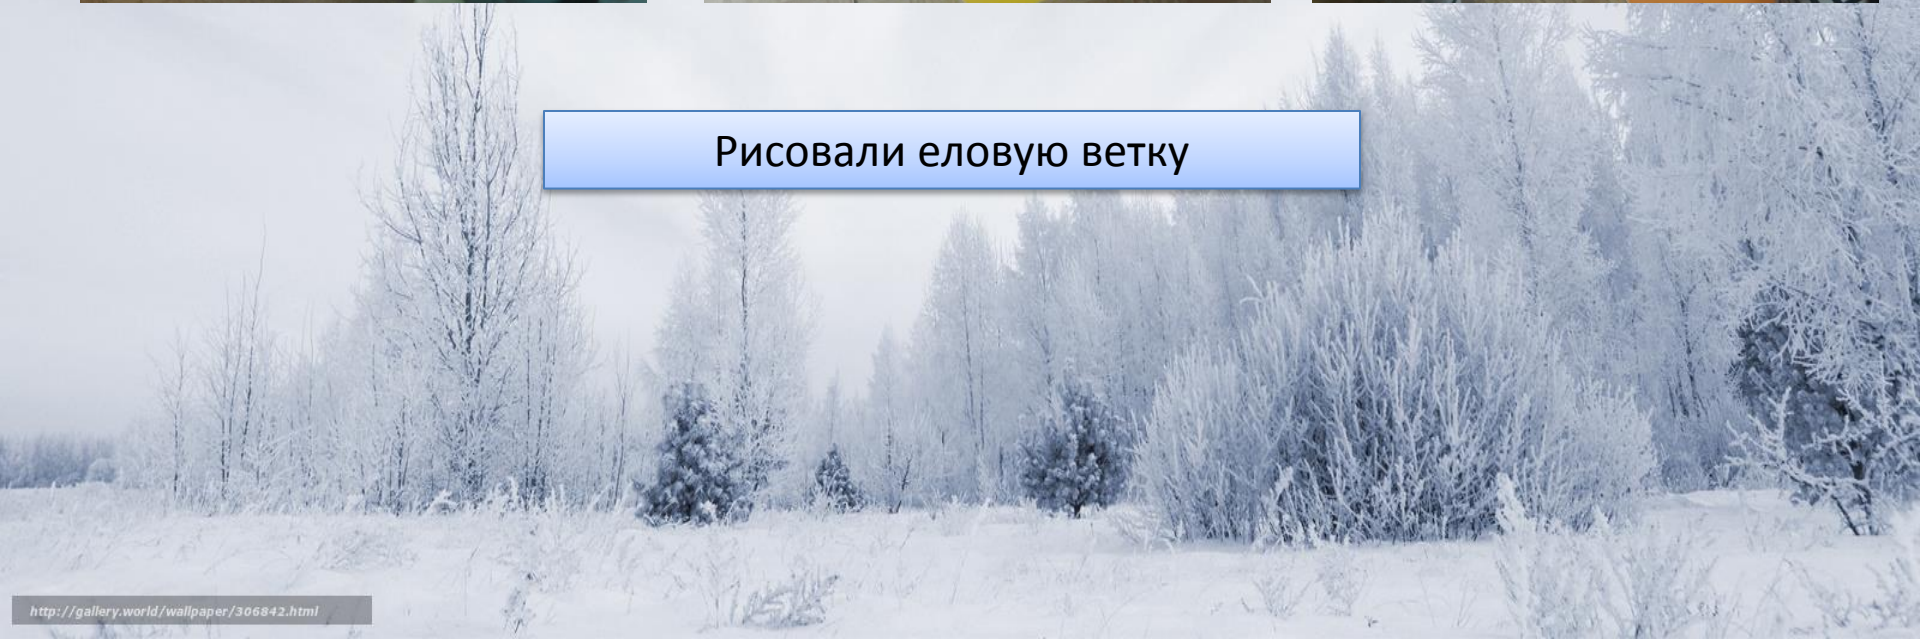 Рисовали еловую ветку
http://gallery.world/wallpaper/306842.html